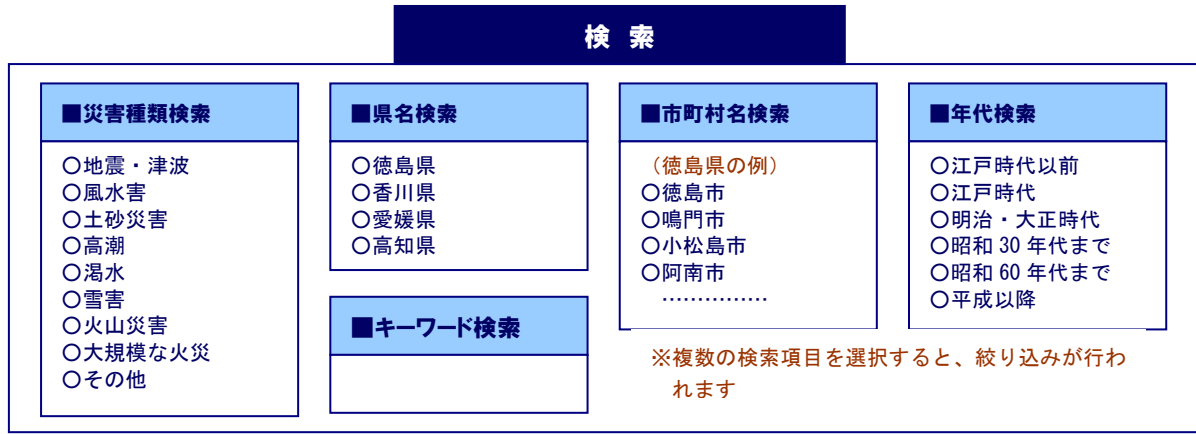 検 索
■災害種類検索
○地震・津波
○風水害
○土砂災害
○高潮
○渇水
○雪害
○火山災害
○大規模な火災
○その他
■県名検索
○徳島県
○香川県
○愛媛県
○高知県
■キーワード検索
■市町村名検索
（徳島県の例）
○徳島市
○鳴門市
○小松島市
○阿南市
……………
■年代検索
○江戸時代以前
○江戸時代
○明治・大正時代
○昭和 30 年代まで
○昭和 60 年代まで
○平成以降
※複数の検索項目を選択すると、絞り込みが行わ
れます